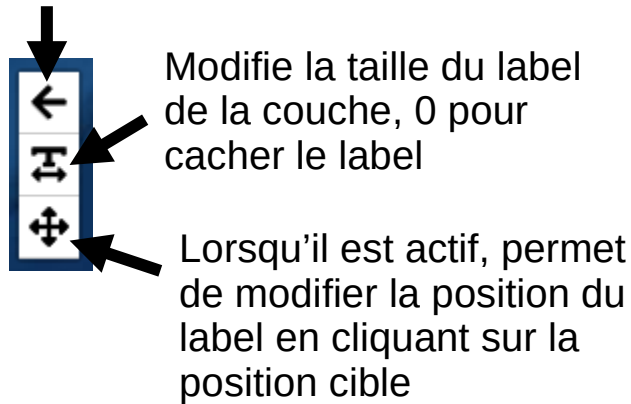 Modifie la taille du label
de la couche, 0 pour
cacher le label
Lorsqu'il est actif, permet
de modifier la position du
label en cliquant sur la
position cible